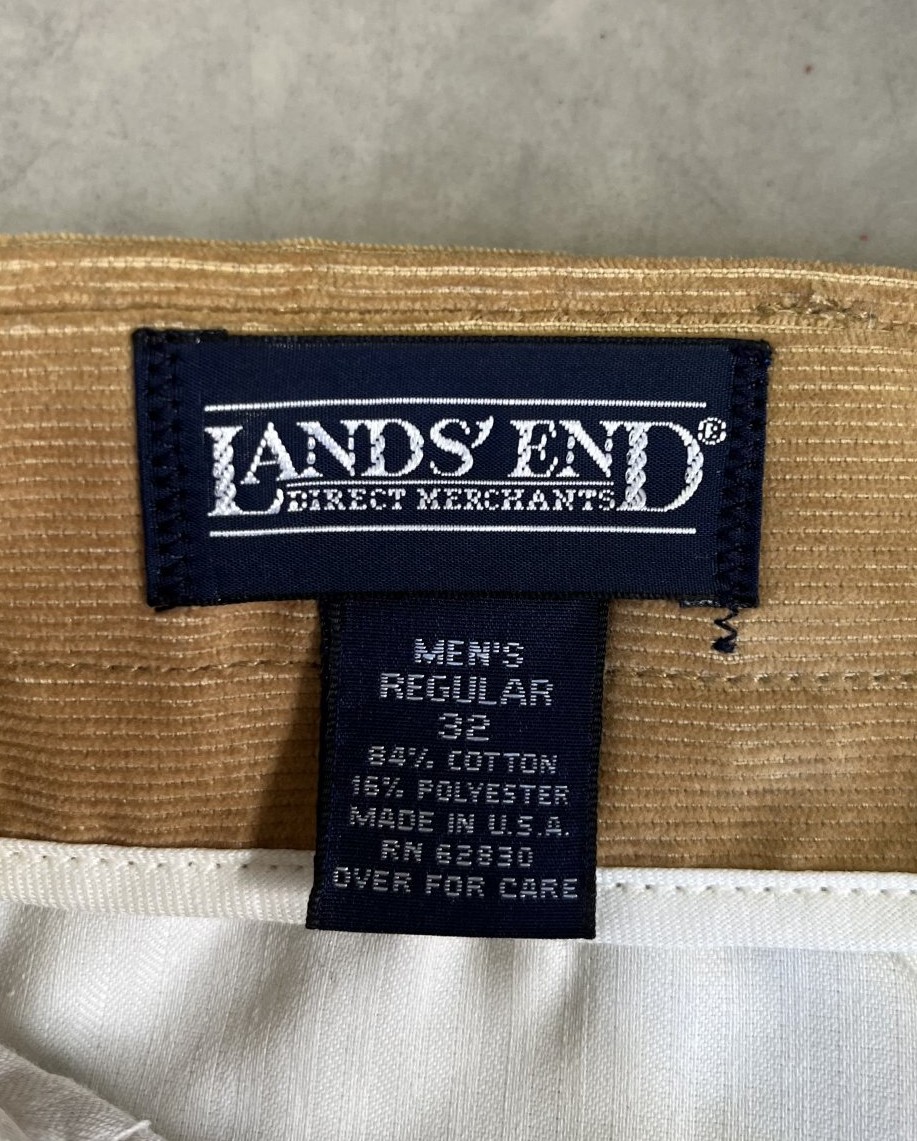 LANDS' END®
DIRECT MERCHANTS
MEN'S
REGULAR
32
84% COTTON
16% POLYESTER
MADE IN U.S.A.
RN 62830
OVER FOR CARE